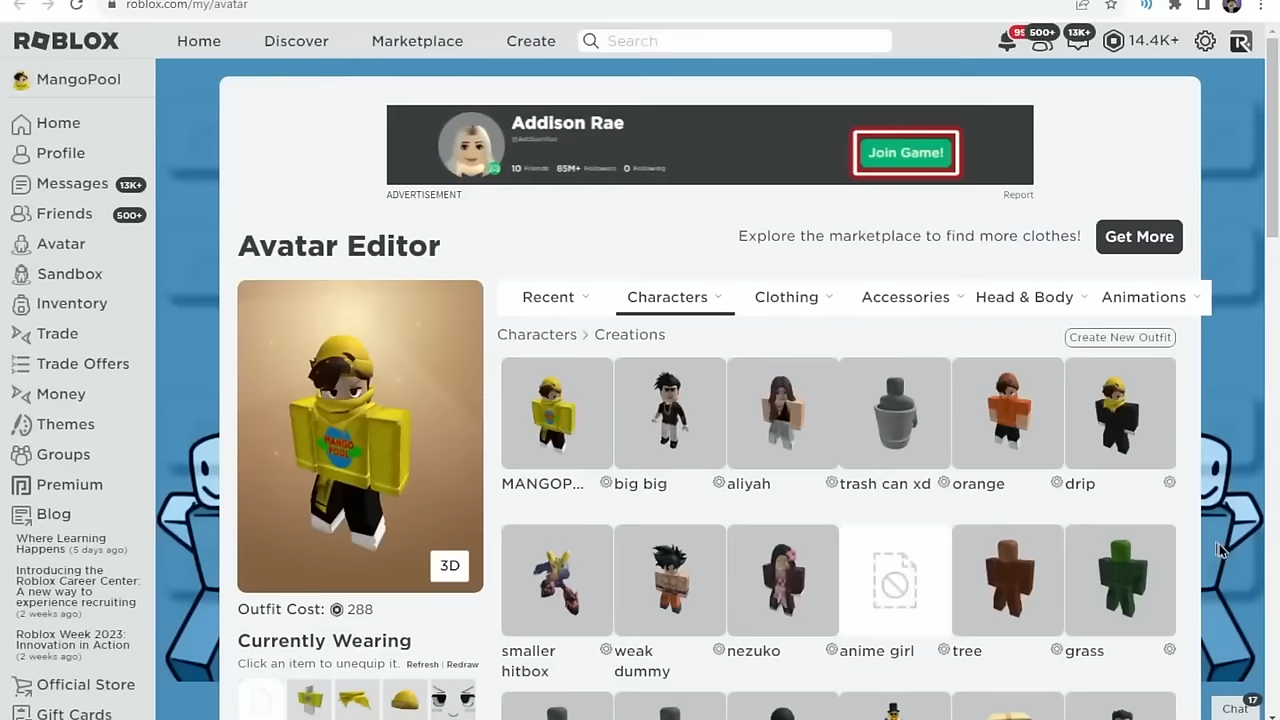 roblox.com/my/avatar
ROBLOX
Home
Discover
Marketplace
Create
Search
500+
13K+
14.4K+
MangoPool
Home
Profile
Messages 13K+
Friends 500+
Avatar
Sandbox
Inventory
Trade
Trade Offers
Money
Themes
Groups
Premium
Blog
Where Learning
Happens (5 days ago)
Introducing the
Roblox Career Center:
A new way to
experience recruiting
(2 weeks ago)
Roblox Week 2023:
Innovation in Action
(2 weeks ago)
Official Store
Gift Cards
Addison Rae
10 Friends 85M+ Followers 0 Following
Join Game!
ADVERTISEMENT
Report
Avatar Editor
Explore the marketplace to find more clothes!
Get More
MANGO
POOL
3D
Outfit Cost: 288
Currently Wearing
Click an item to unequip it. Refresh | Redraw
Recent
Characters
Clothing
Accessories
Head & Body
Animations
Characters > Creations
Create New Outfit
MANGOP...
big big
aliyah
trash can xd
orange
drip
smaller
hitbox
weak
dummy
nezuko
anime girl
tree
grass
Chat 17